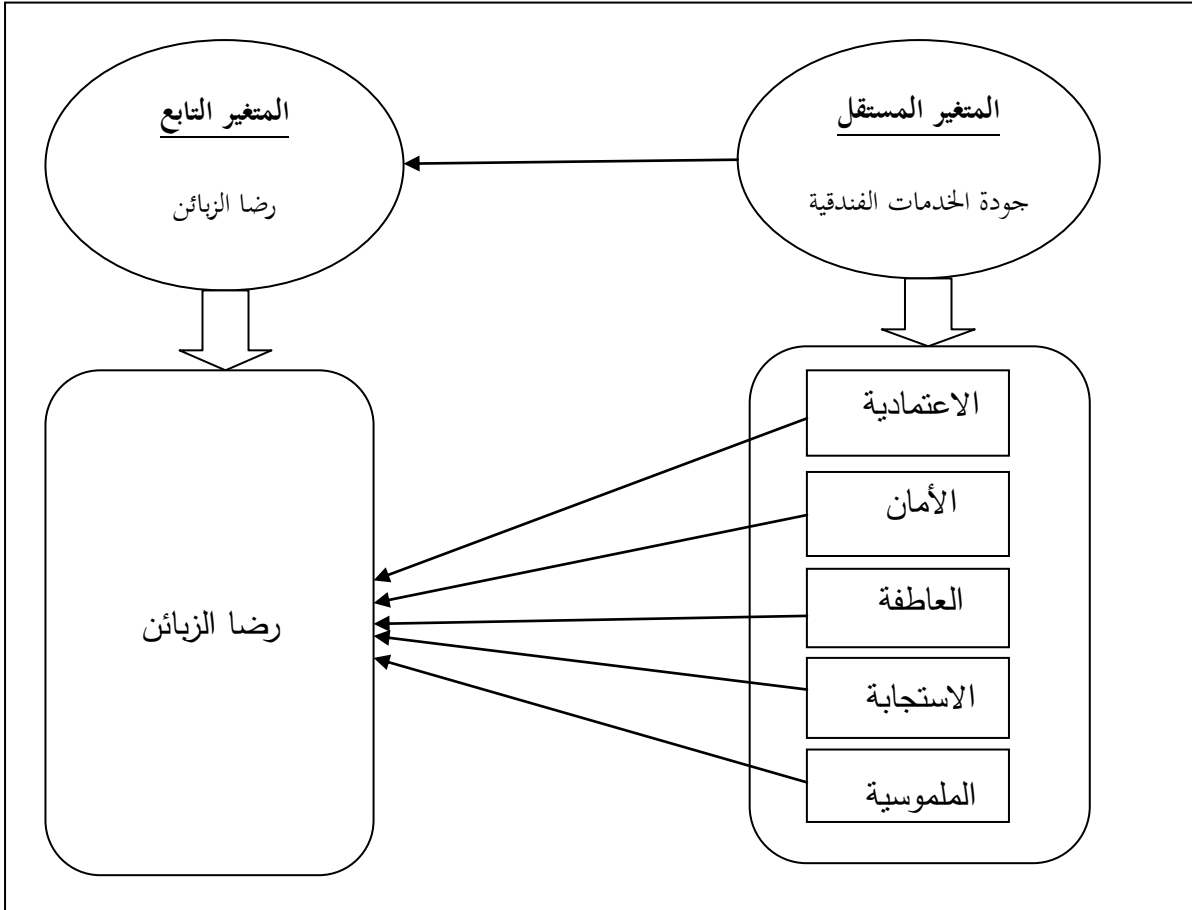 المتغير المستقل
جودة الخدمات الفندقية
المتغير التابع
رضا الزبائن
الاعتمادية
الأمان
العاطفة
الاستجابة
الملموسية
رضا الزبائن